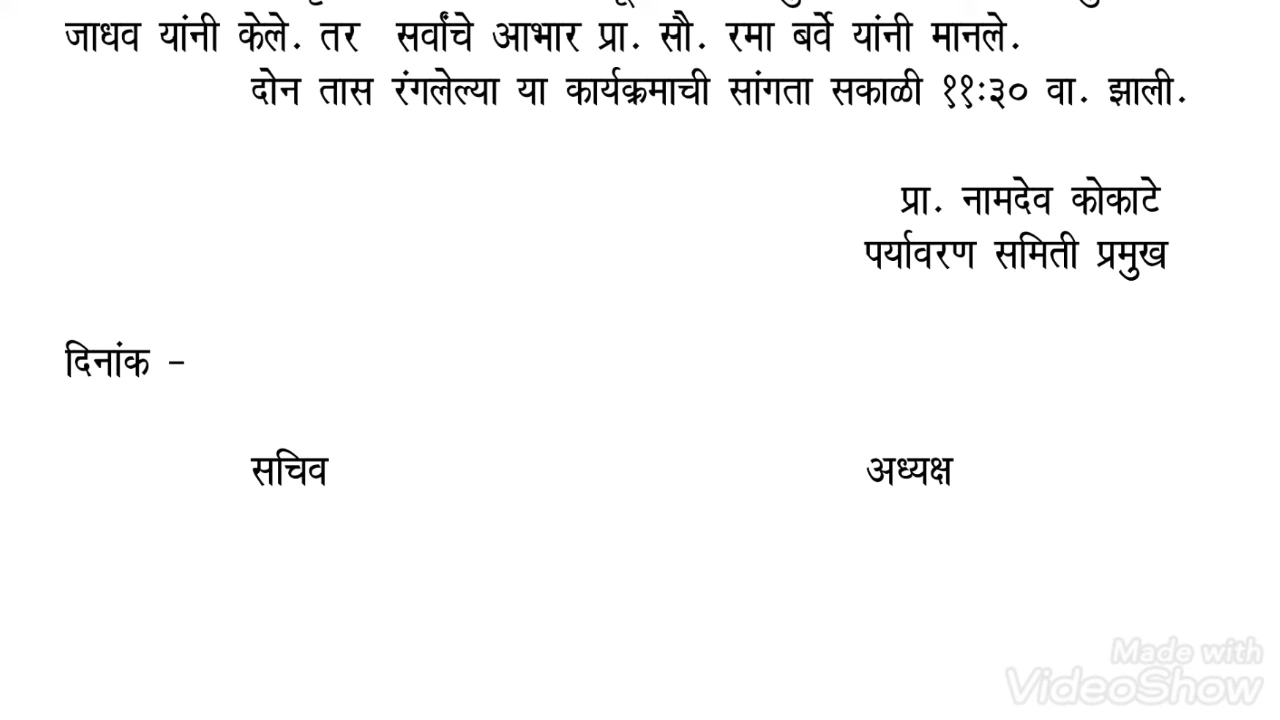 जाधव यांनी केले. तर सर्वांचे आभार प्रा. सौ. रमा बर्वे यांनी मानले.
दोन तास रंगलेल्या या कार्यक्रमाची सांगता सकाळी ११:३० वा. झाली.
प्रा. नामदेव कोकाटे
पर्यावरण समिती प्रमुख
दिनांक -
सचिव अध्यक्ष
Made with
VideoShow